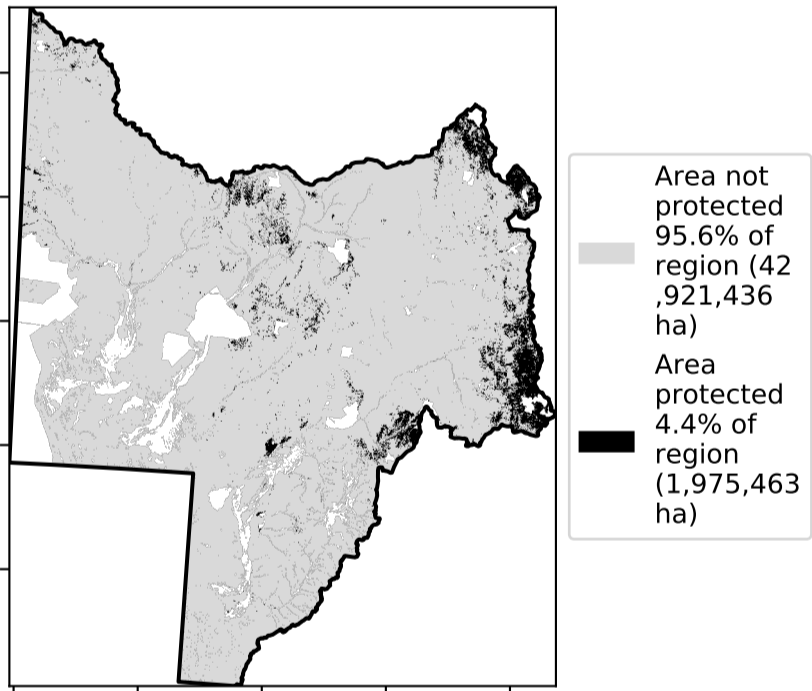 Area not
protected
95.6% of
region (42
,921,436
ha)
Area
protected
4.4% of
region
(1,975,463
ha)